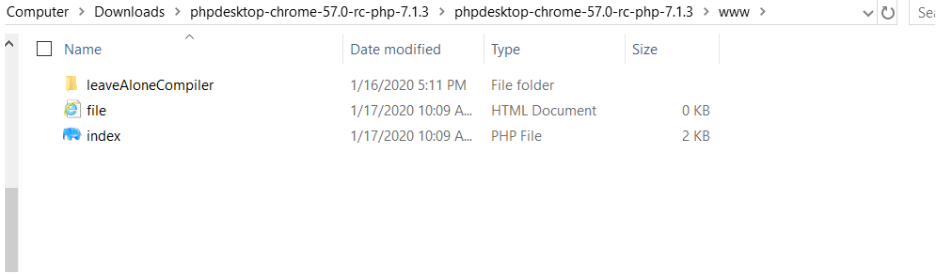 Computer > Downloads > phpdesktop-chrome-57.0-rc-php-7.1.3 > phpdesktop-chrome-57.0-rc-php-7.1.3 > www >
Name Date modified Type Size
leaveAloneCompiler 1/16/2020 5:11 PM File folder
file 1/17/2020 10:09 A... HTML Document 0 KB
index 1/17/2020 10:09 A... PHP File 2 KB